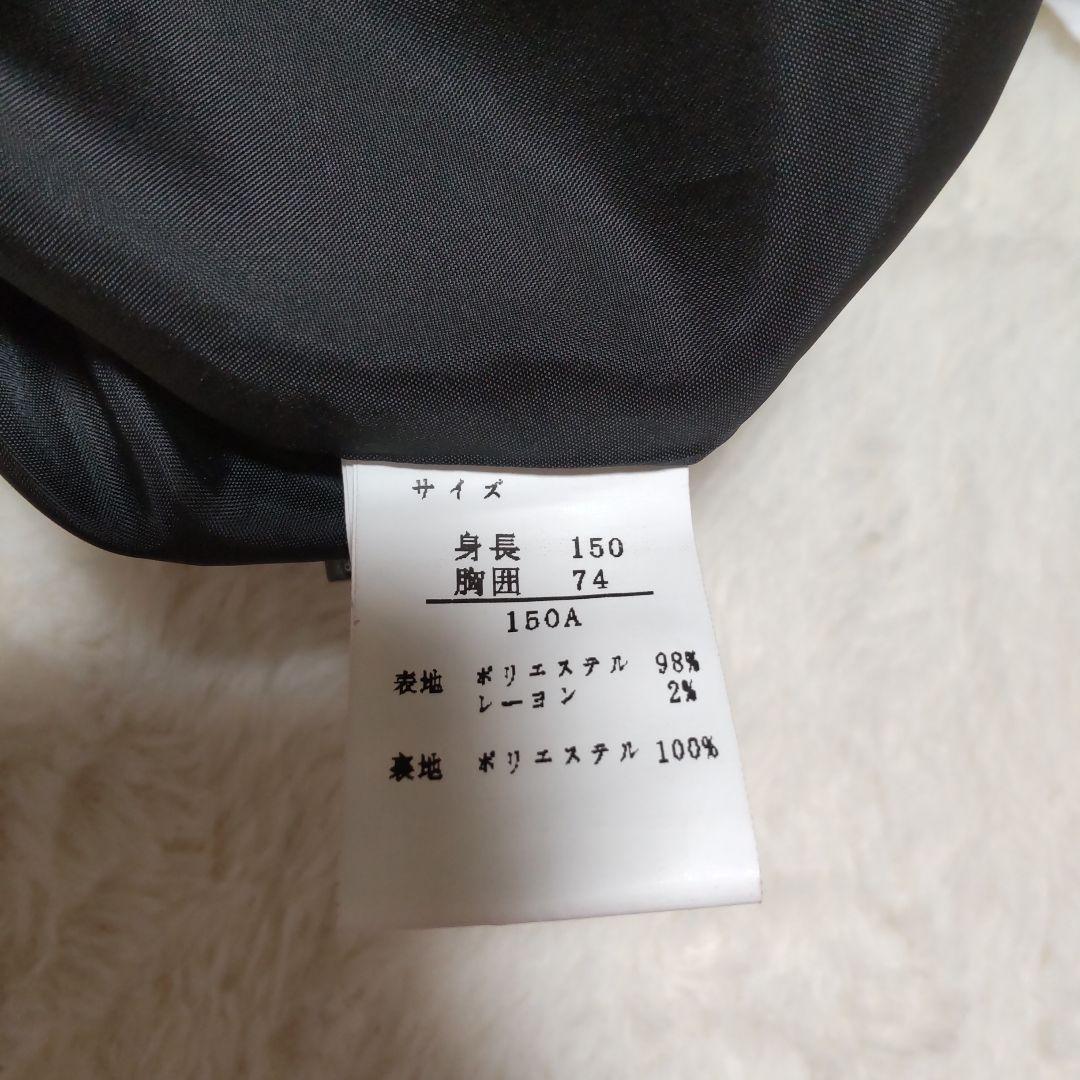 サイズ
身長 150
胸囲 74
150A
表地 ポリエステル 98%
レーヨン 2%
裏地 ポリエステル 100%